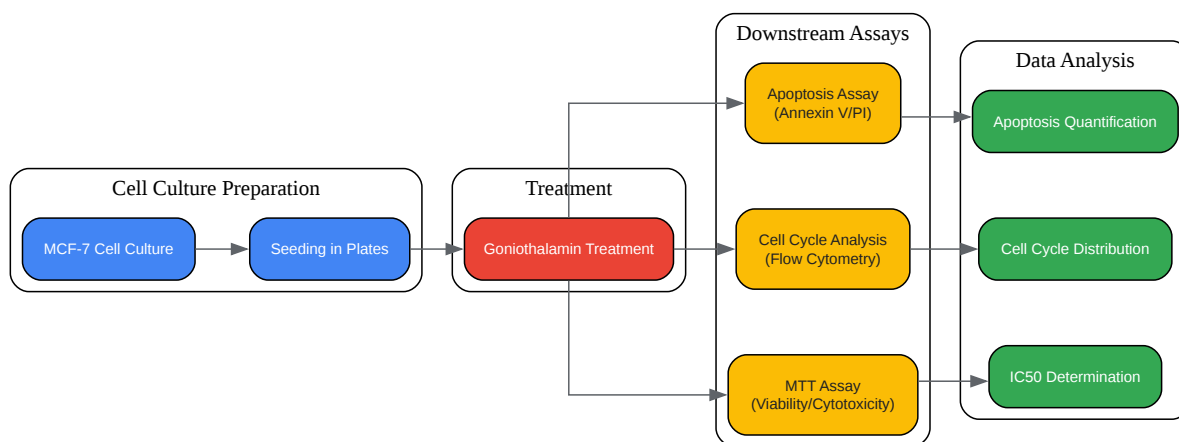 Cell Culture Preparation
MCF-7 Cell Culture
Seeding in Plates
Treatment
Goniothalamin Treatment
Downstream Assays
Apoptosis Assay
(Annexin V/PI)
Cell Cycle Analysis
(Flow Cytometry)
MTT Assay
(Viability/Cytotoxicity)
Data Analysis
Apoptosis Quantification
Cell Cycle Distribution
IC50 Determination